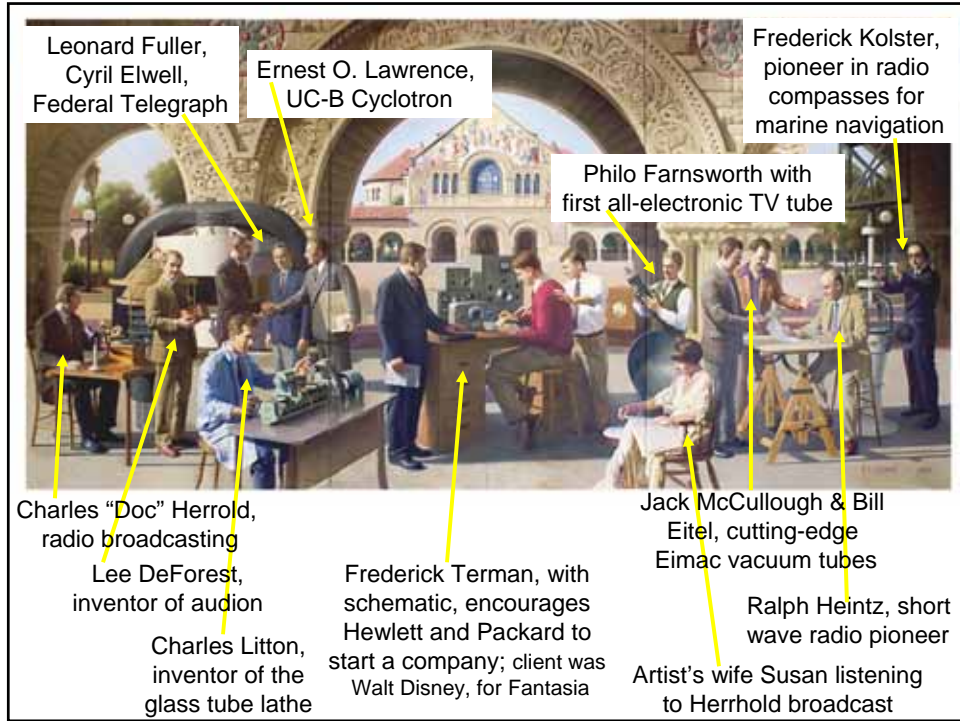 Leonard Fuller,
Cyril Elwell,
Federal Telegraph
Ernest O. Lawrence,
UC-B Cyclotron
Frederick Kolster,
pioneer in radio
compasses for
marine navigation
Philo Farnsworth with
first all-electronic TV tube
Charles “Doc” Herrold,
radio broadcasting
Lee DeForest,
inventor of audion
Charles Litton,
inventor of the
glass tube lathe
Frederick Terman, with
schematic, encourages
Hewlett and Packard to
start a company; client was
Walt Disney, for Fantasia
Jack McCullough & Bill
Eitel, cutting-edge
Eimac vacuum tubes
Ralph Heintz, short
wave radio pioneer
Artist’s wife Susan listening
to Herrhold broadcast